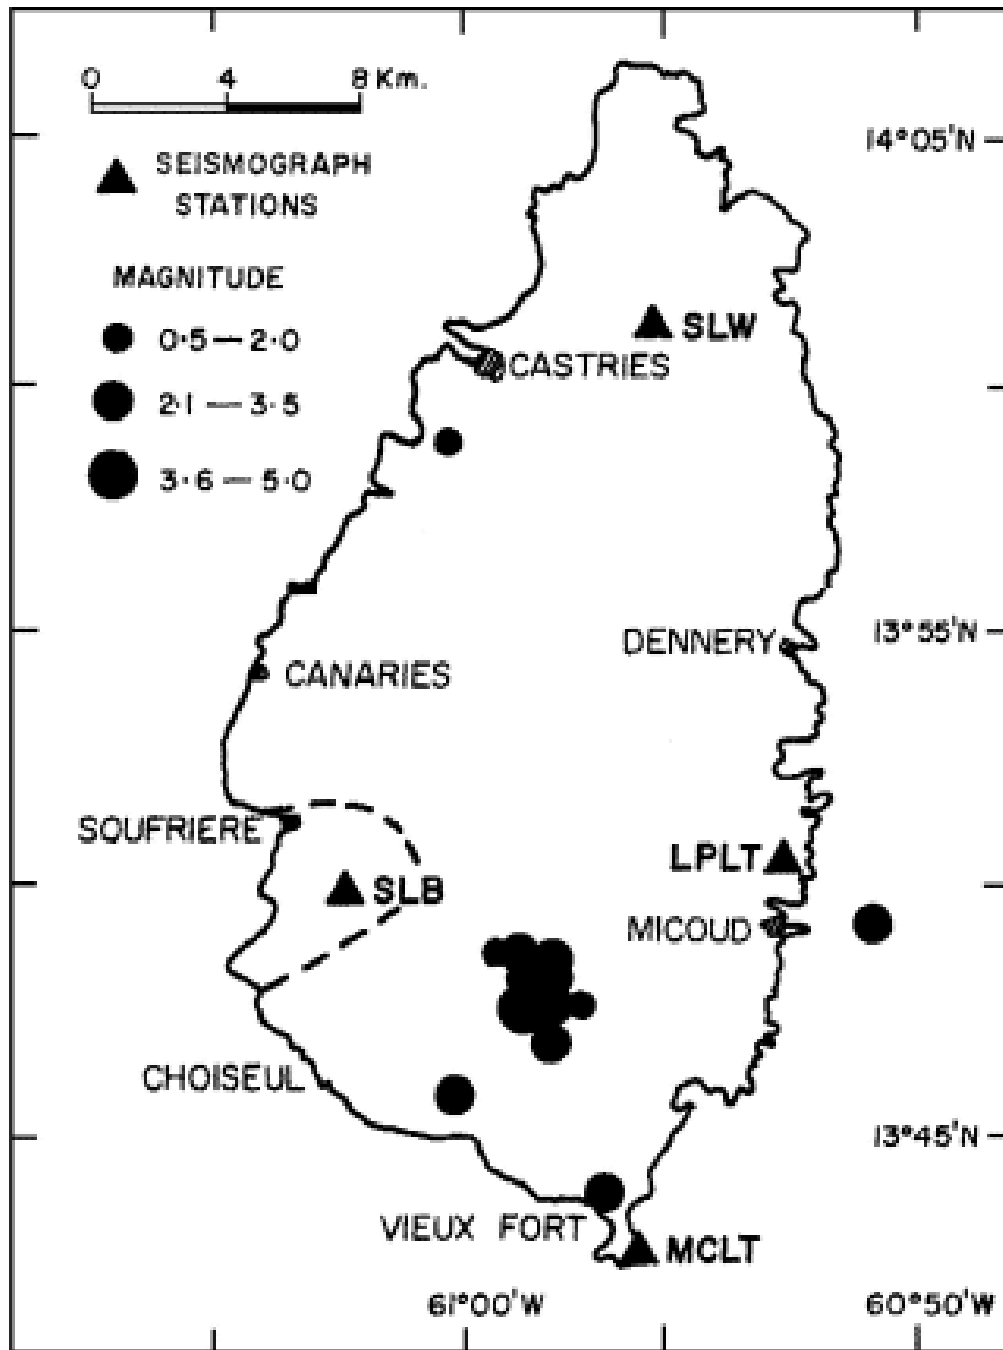 0 4 8 Km.
SEISMOGRAPH
STATIONS
14°05'N
MAGNITUDE
0·5 — 2·0
2·1 — 3·5
3·6 — 5·0
SLW
CASTRIES
DENNERY
13°55'N
CANARIES
SOUFRIERE
LPLT
SLB
MICOUD
CHOISEUL
13°45'N
VIEUX FORT
MCLT
61°00'W
60°50'W